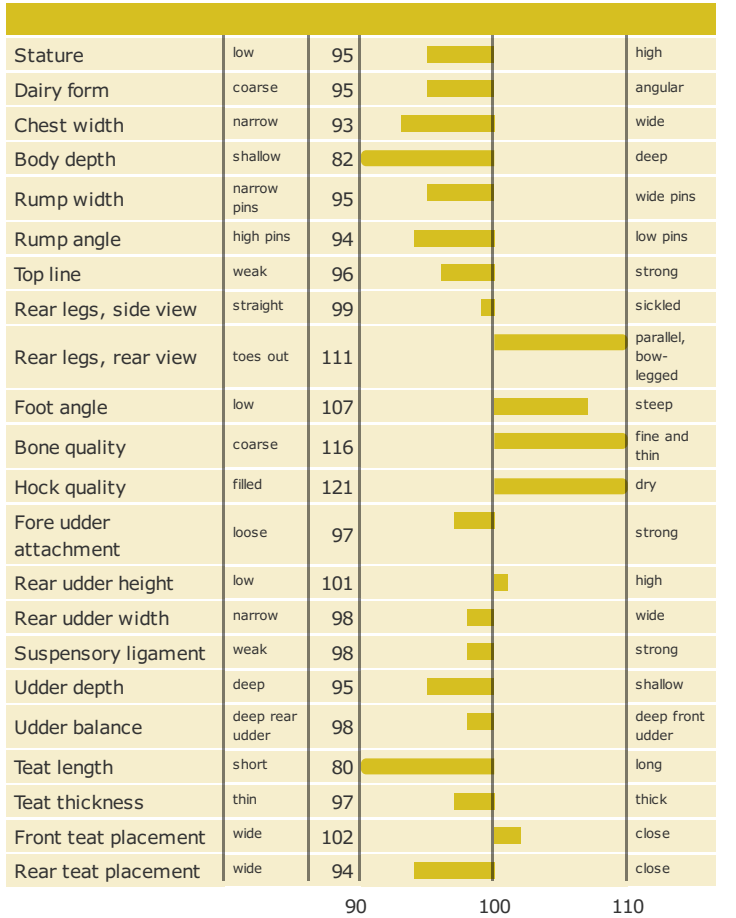 Stature low 95 high
Dairy form coarse 95 angular
Chest width narrow 93 wide
Body depth shallow 82 deep
Rump width narrow pins 95 wide pins
Rump angle high pins 94 low pins
Top line weak 96 strong
Rear legs, side view straight 99 sickled
Rear legs, rear view toes out 111 parallel, bow-legged
Foot angle low 107 steep
Bone quality coarse 116 fine and thin
Hock quality filled 121 dry
Fore udder attachment loose 97 strong
Rear udder height low 101 high
Rear udder width narrow 98 wide
Suspensory ligament weak 98 strong
Udder depth deep 95 shallow
Udder balance deep rear udder 98 deep front udder
Teat length short 80 long
Teat thickness thin 97 thick
Front teat placement wide 102 close
Rear teat placement wide 94 close
90 100 110